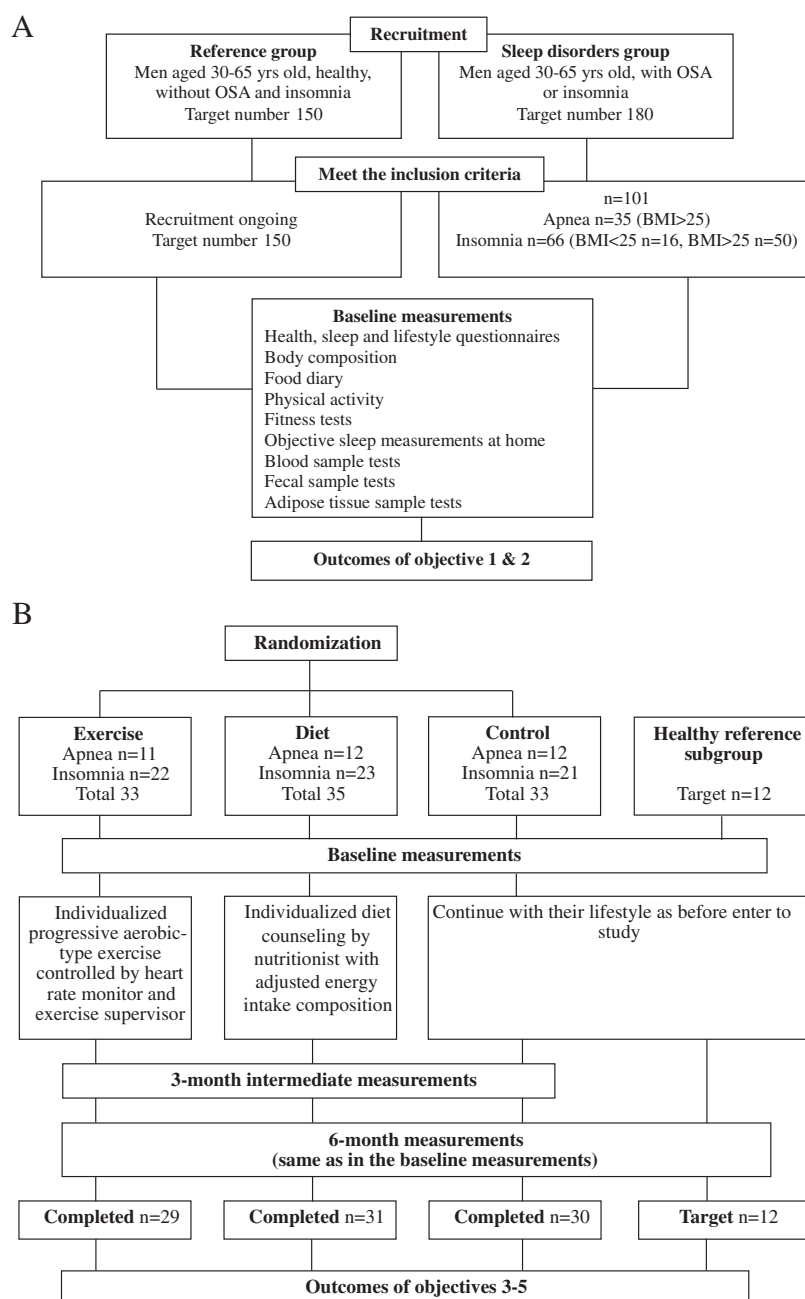 A
Recruitment
Reference group
Men aged 30-65 yrs old, healthy,
without OSA and insomnia
Target number 150
Sleep disorders group
Men aged 30-65 yrs old, with OSA
or insomnia
Target number 180
Meet the inclusion criteria
Recruitment ongoing
Target number 150
n=101
Apnea n=35 (BMI>25)
Insomnia n=66 (BMI<25 n=16, BMI>25 n=50)
Baseline measurements
Health, sleep and lifestyle questionnaires
Body composition
Food diary
Physical activity
Fitness tests
Objective sleep measurements at home
Blood sample tests
Fecal sample tests
Adipose tissue sample tests
Outcomes of objective 1 & 2
B
Randomization
Exercise
Apnea n=11
Insomnia n=22
Total 33
Diet
Apnea n=12
Insomnia n=23
Total 35
Control
Apnea n=12
Insomnia n=21
Total 33
Healthy reference
subgroup
Target n=12
Baseline measurements
Individualized
progressive aerobic-
type exercise
controlled by heart
rate monitor and
exercise supervisor
Individualized diet
counseling by
nutritionist with
adjusted energy
intake composition
Continue with their lifestyle as before enter to
study
3-month intermediate measurements
6-month measurements
(same as in the baseline measurements)
Completed n=29
Completed n=31
Completed n=30
Target n=12
Outcomes of objectives 3-5